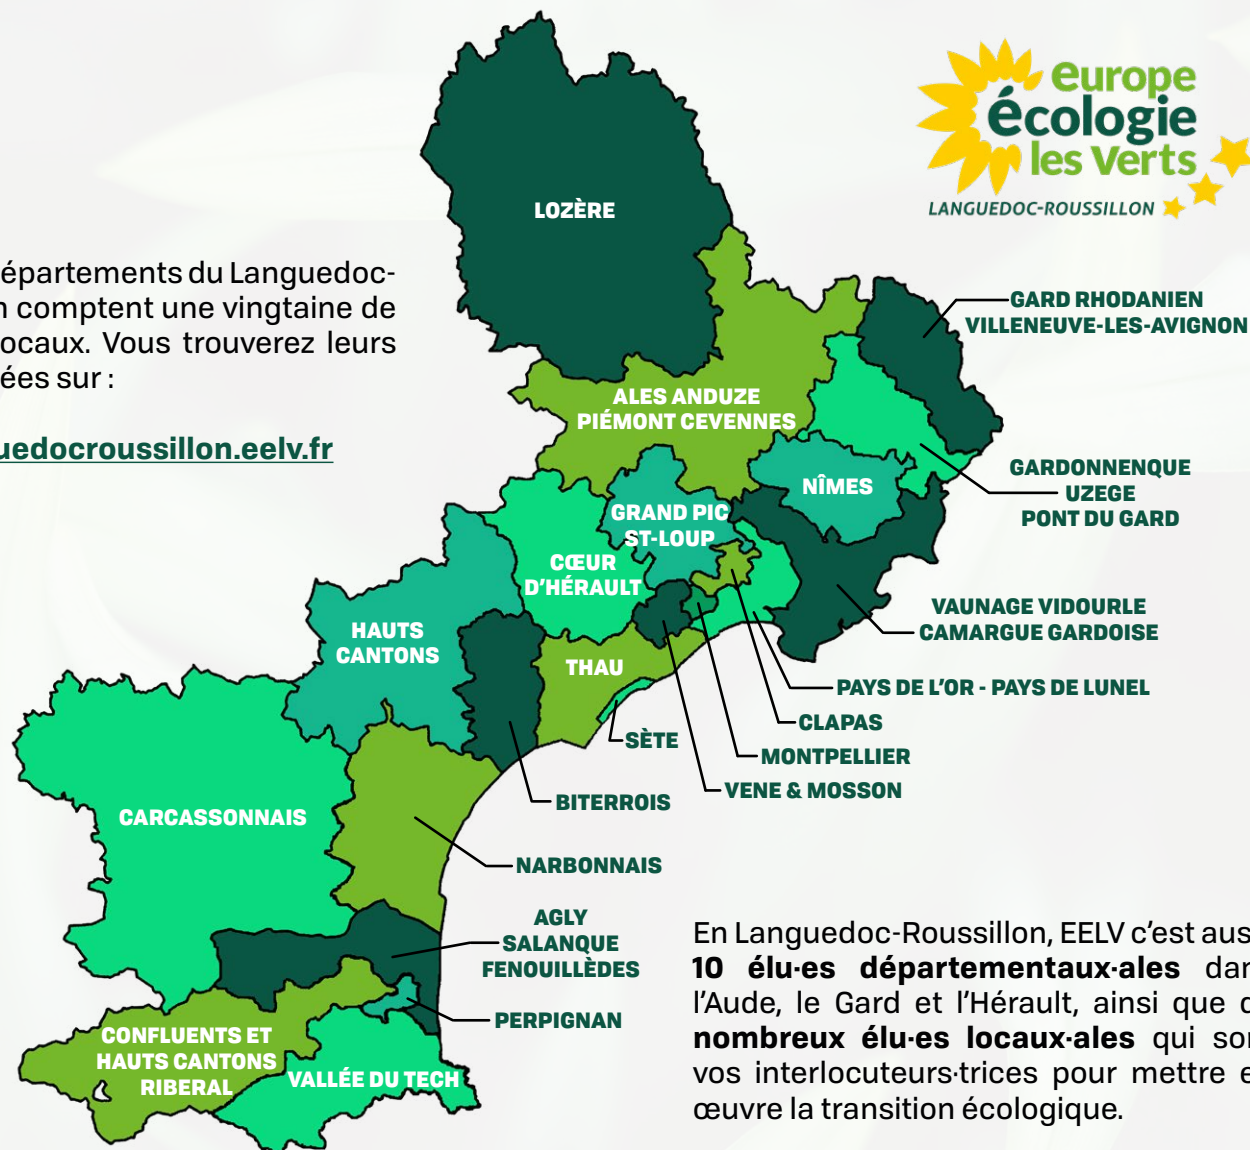 europe
écologie
les verts
LANGUEDOC-ROUSSILLON
épartements du Languedoc-
comptent une vingtaine de
ocaux. Vous trouverez leurs
ées sur :
uedocroussillon.eelv.fr
LOZÈRE
GARD RHODANIEN
VILLENEUVE-LES-AVIGNON
ALES ANDUZE
PIÉMONT CEVENNES
GARDONNENQUE
UZEGE
PONT DU GARD
NÎMES
GRAND PIC
ST-LOUP
CŒUR
D'HÉRAULT
VAUNAGE VIDOURLE
CAMARGUE GARDOISE
HAUTS
CANTONS
THAU
PAYS DE L'OR - PAYS DE LUNEL
CLAPAS
SÈTE
MONTPELLIER
VENE & MOSSON
BITERROIS
CARCASSONNAIS
NARBONNAIS
AGLY
SALANQUE
FENOUILLÈDES
PERPIGNAN
CONFLUENTS ET
HAUTS CANTONS
RIBERAL
VALLÉE DU TECH
En Languedoc-Roussillon, EELV c'est aus
10 élu·es départementaux·ales dan
l'Aude, le Gard et l'Hérault, ainsi que d
nombreux élu·es locaux·ales qui son
vos interlocuteurs·trices pour mettre e
œuvre la transition écologique.